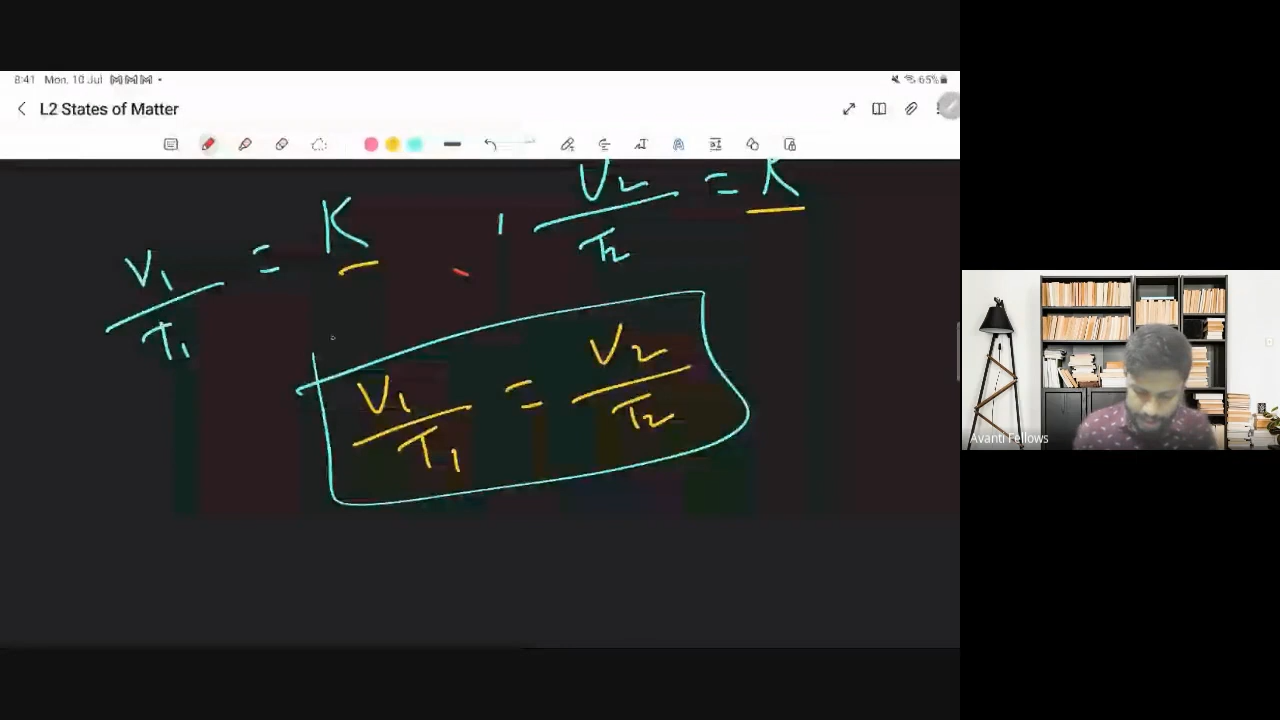 8:41 Mon, 10 Jul
65%
L2 States of Matter
V1/T1 = K , V2/T2 = K
V1/T1 = V2/T2
Avanti Fellows